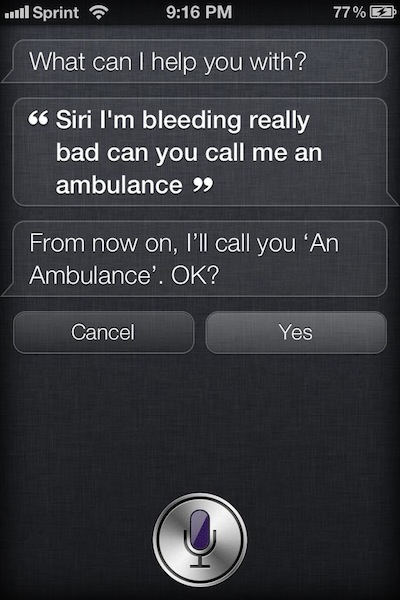 Sprint 9:16 PM 77%
What can I help you with?
“ Siri I'm bleeding really
bad can you call me an
ambulance ”
From now on, I’ll call you ‘An
Ambulance’. OK?
Cancel Yes